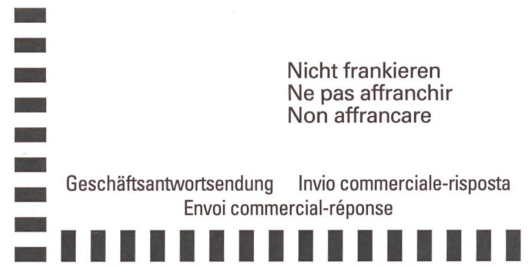 Nicht frankieren
Ne pas affranchir
Non affrancare
Geschäftsantwortsendung Invio commerciale-risposta
Envoi commercial-réponse